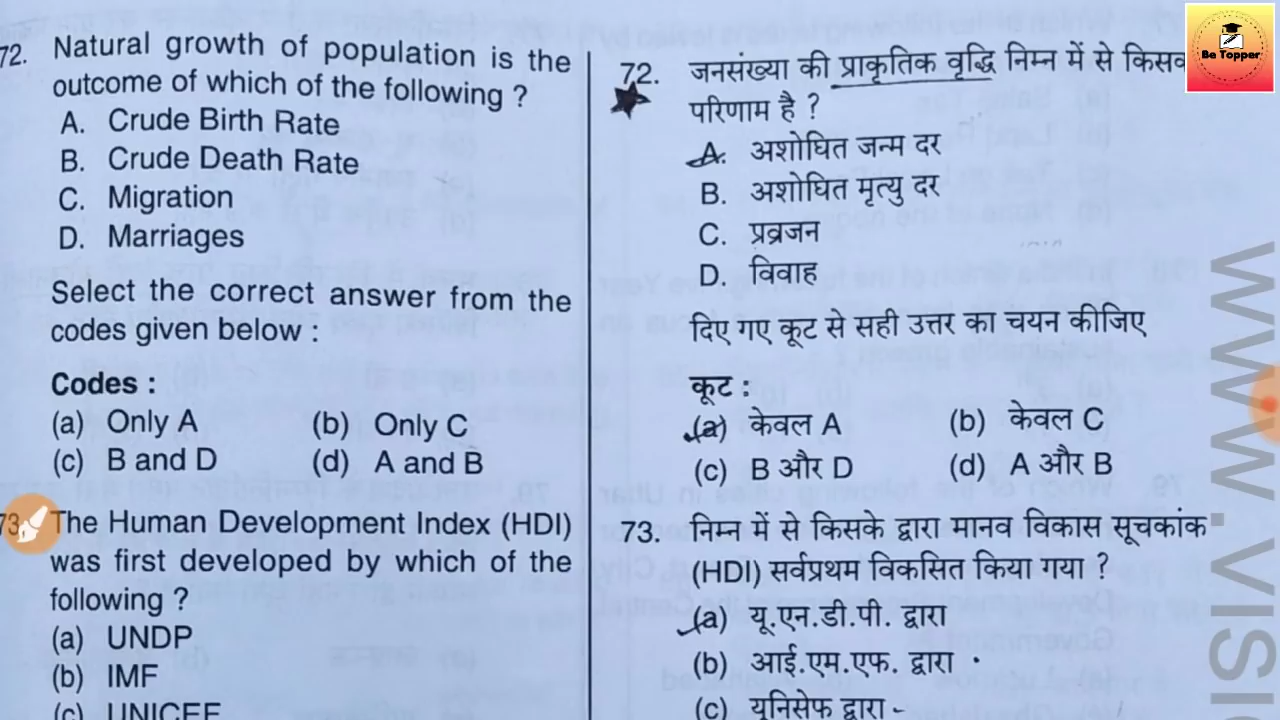 72. Natural growth of population is the
outcome of which of the following ?
A. Crude Birth Rate
B. Crude Death Rate
C. Migration
D. Marriages
Select the correct answer from the
codes given below :
Codes :
(a) Only A (b) Only C
(c) B and D (d) A and B
73. The Human Development Index (HDI)
was first developed by which of the
following ?
(a) UNDP
(b) IMF
(c) UNICEF
72. जनसंख्या की प्राकृतिक वृद्धि निम्न में से
परिणाम है ?
A. अशोधित जन्म दर
B. अशोधित मृत्यु दर
C. प्रव्रजन
D. विवाह
दिए गए कूट से सही उत्तर का चयन कीजिए
कूट :
(a) केवल A (b) केवल C
(c) B और D (d) A और B
73. निम्न में से किसके द्वारा मानव विकास सूचकांक
(HDI) सर्वप्रथम विकसित किया गया ?
(a) यू.एन.डी.पी. द्वारा
(b) आई.एम.एफ. द्वारा
(c) यूनिसेफ द्वारा -
Be Topper
www.visi